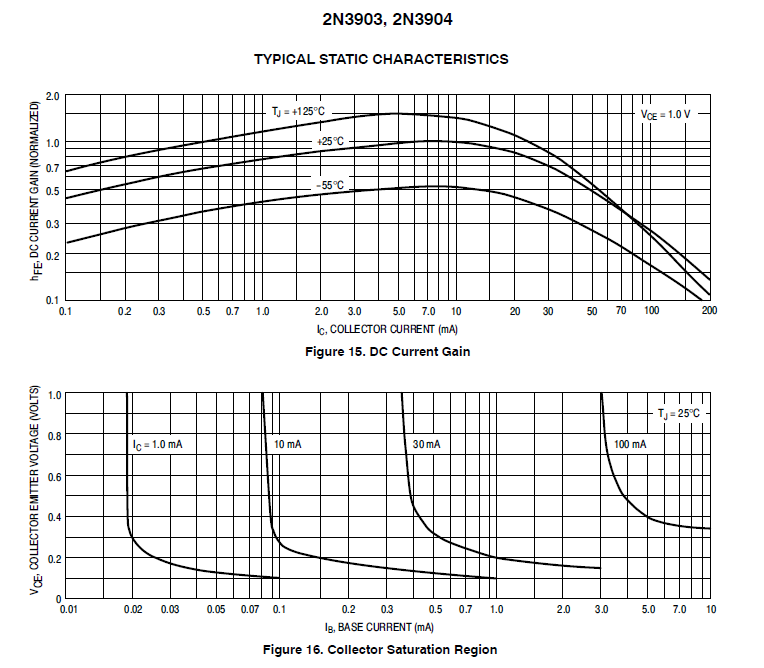 2N3903, 2N3904
TYPICAL STATIC CHARACTERISTICS
hFE, DC CURRENT GAIN (NORMALIZED)
2.0
1.0
0.7
0.5
0.3
0.2
0.1
TJ = +125°C
+25°C
-55°C
VCE = 1.0 V
0.1 0.2 0.3 0.5 0.7 1.0 2.0 3.0 5.0 7.0 10 20 30 50 70 100 200
IC, COLLECTOR CURRENT (mA)
Figure 15. DC Current Gain
VCE, COLLECTOR EMITTER VOLTAGE (VOLTS)
1.0
0.8
0.6
0.4
0.2
0
IC = 1.0 mA
10 mA
30 mA
100 mA
TJ = 25°C
0.01 0.02 0.03 0.05 0.07 0.1 0.2 0.3 0.5 0.7 1.0 2.0 3.0 5.0 7.0 10
IB, BASE CURRENT (mA)
Figure 16. Collector Saturation Region